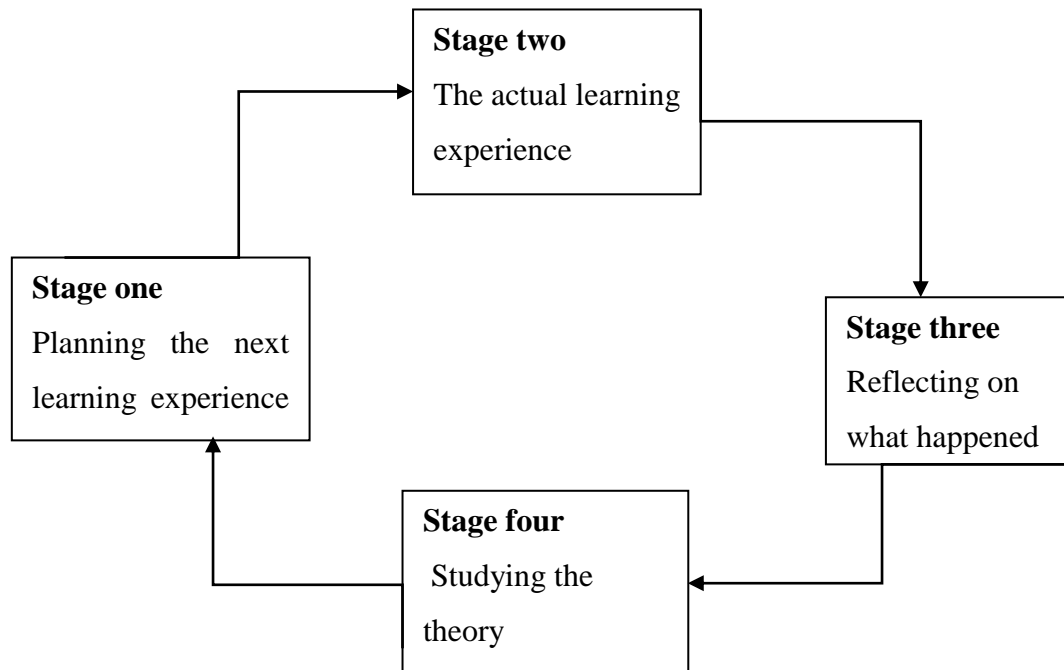 Stage two
The actual learning
experience
Stage one
Planning the next
learning experience
Stage three
Reflecting on
what happened
Stage four
Studying the
theory